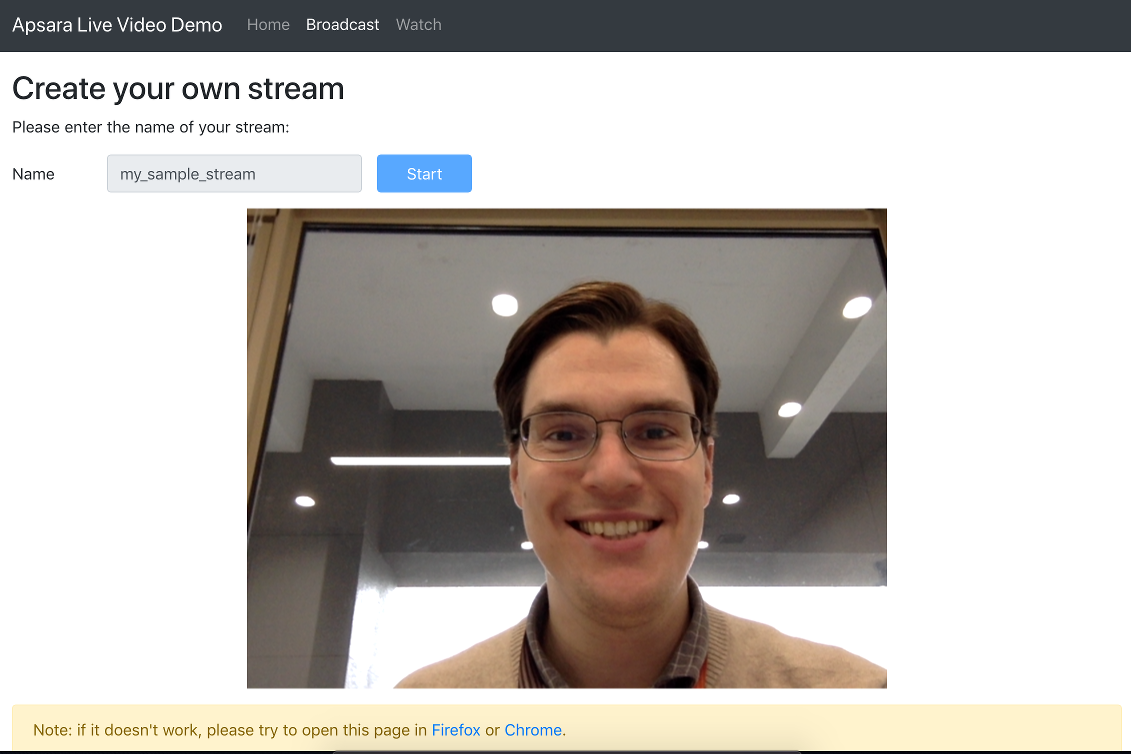 Apsara Live Video Demo Home Broadcast Watch
Create your own stream
Please enter the name of your stream:
Name my_sample_stream Start
Note: if it doesn't work, please try to open this page in Firefox or Chrome.